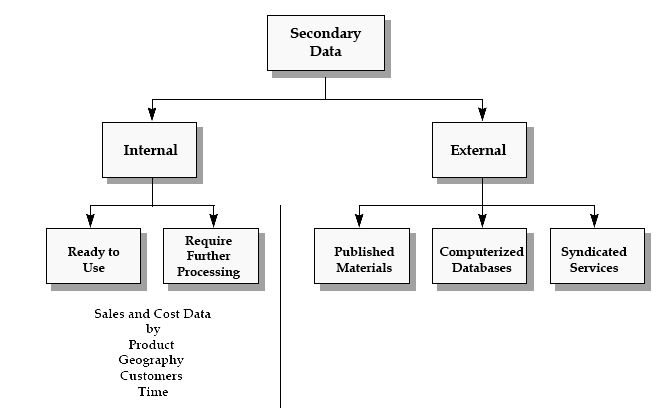 Secondary
Data
Internal
External
Ready to
Use
Require
Further
Processing
Published
Materials
Computerized
Databases
Syndicated
Services
Sales and Cost Data
by
Product
Geography
Customers
Time